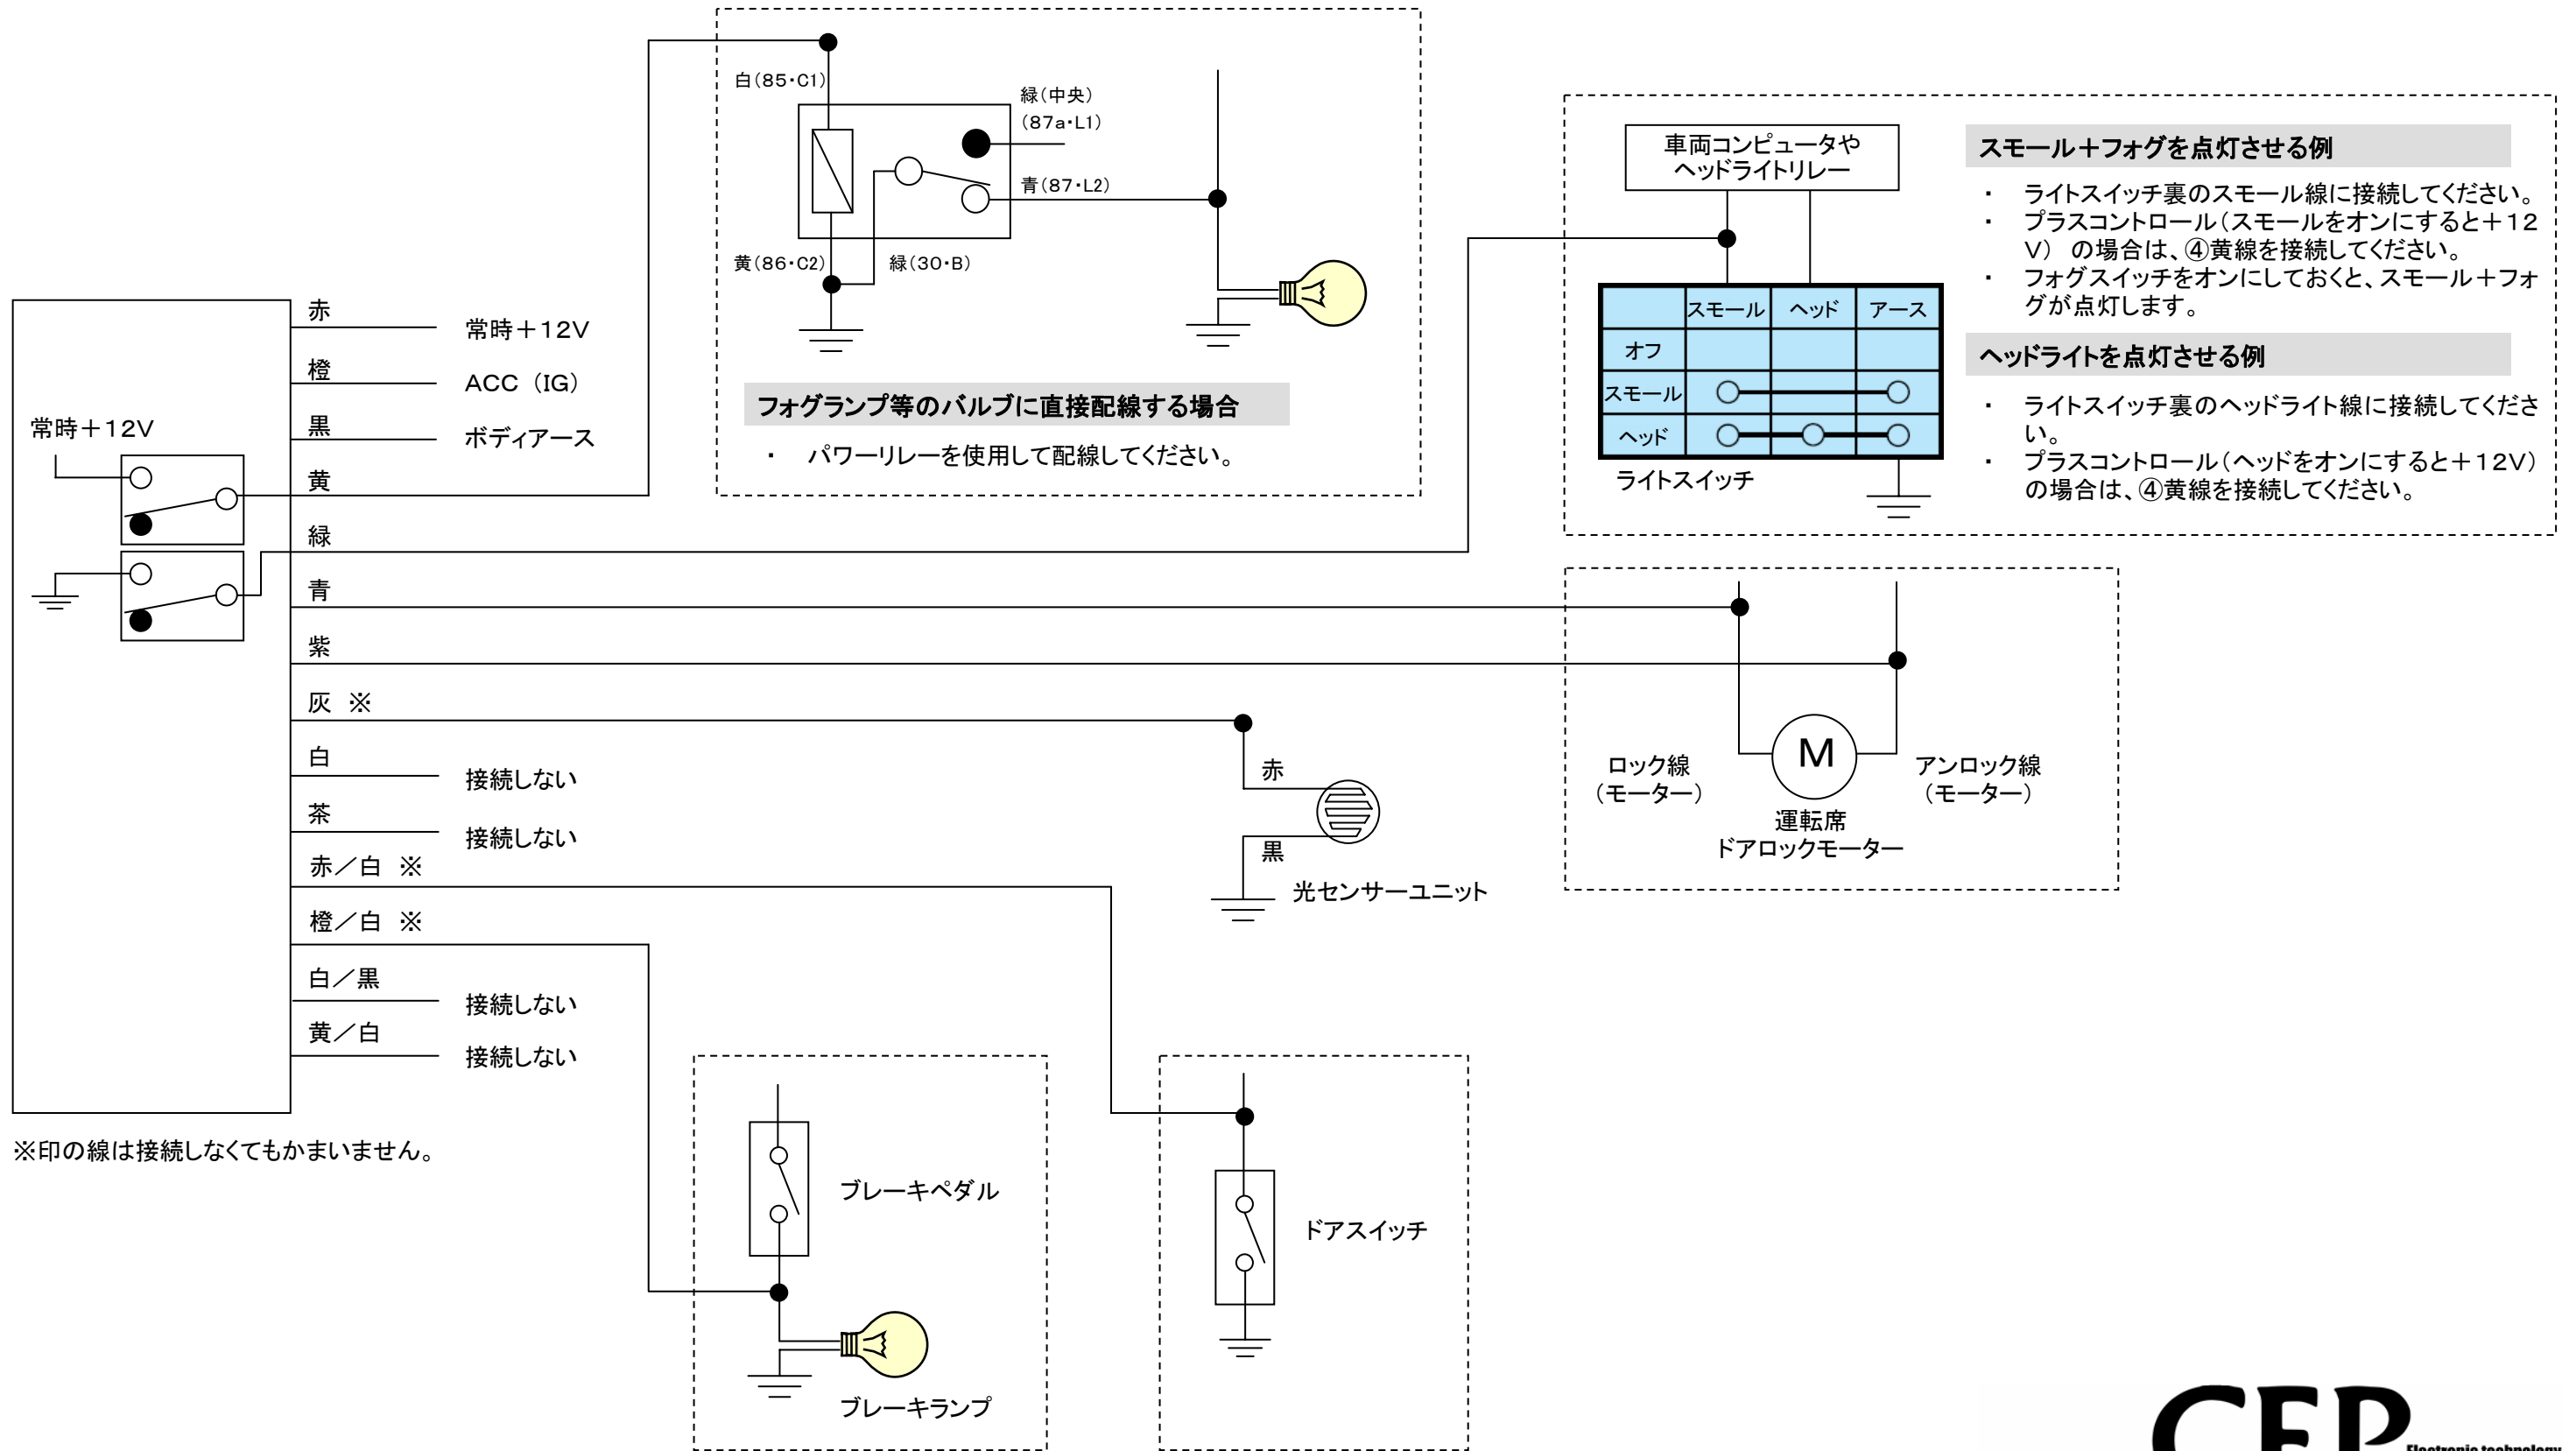 白(85・C1)
緑(中央)
(87a・L1)
青(87・L2)
黄(86・C2)
緑(30・B)
フォグランプ等のバルブに直接配線する場合
・ パワーリレーを使用して配線してください。
車両コンピュータや
ヘッドライトリレー
スモール ヘッド アース
オフ
スモール
ヘッド
ライトスイッチ
スモール＋フォグを点灯させる例
・ ライトスイッチ裏のスモール線に接続してください。
・ プラスコントロール（スモールをオンにすると＋12
V） の場合は、④黄線を接続してください。
・ フォグスイッチをオンにしておくと、スモール＋フォ
グが点灯します。
ヘッドライトを点灯させる例
・ ライトスイッチ裏のヘッドライト線に接続してくださ
い。
・ プラスコントロール（ヘッドをオンにすると＋12V）
の場合は、④黄線を接続してください。
常時＋12V
赤
常時＋12V
橙
ACC （IG）
黒
ボディアース
黄
緑
青
紫
灰 ※
白
接続しない
茶
接続しない
赤／白 ※
橙／白 ※
白／黒
接続しない
黄／白
接続しない
※印の線は接続しなくてもかまいません。
赤
黒
光センサーユニット
M
ロック線
（モーター）
アンロック線
（モーター）
運転席
ドアロックモーター
ブレーキペダル
ブレーキランプ
ドアスイッチ
CEP
Electronic technology